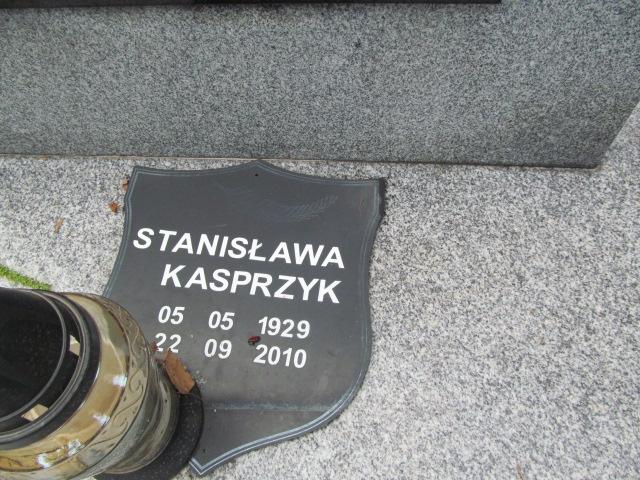 STANISŁAWA
KASPRZYK
05 05 1929
22 09 2010